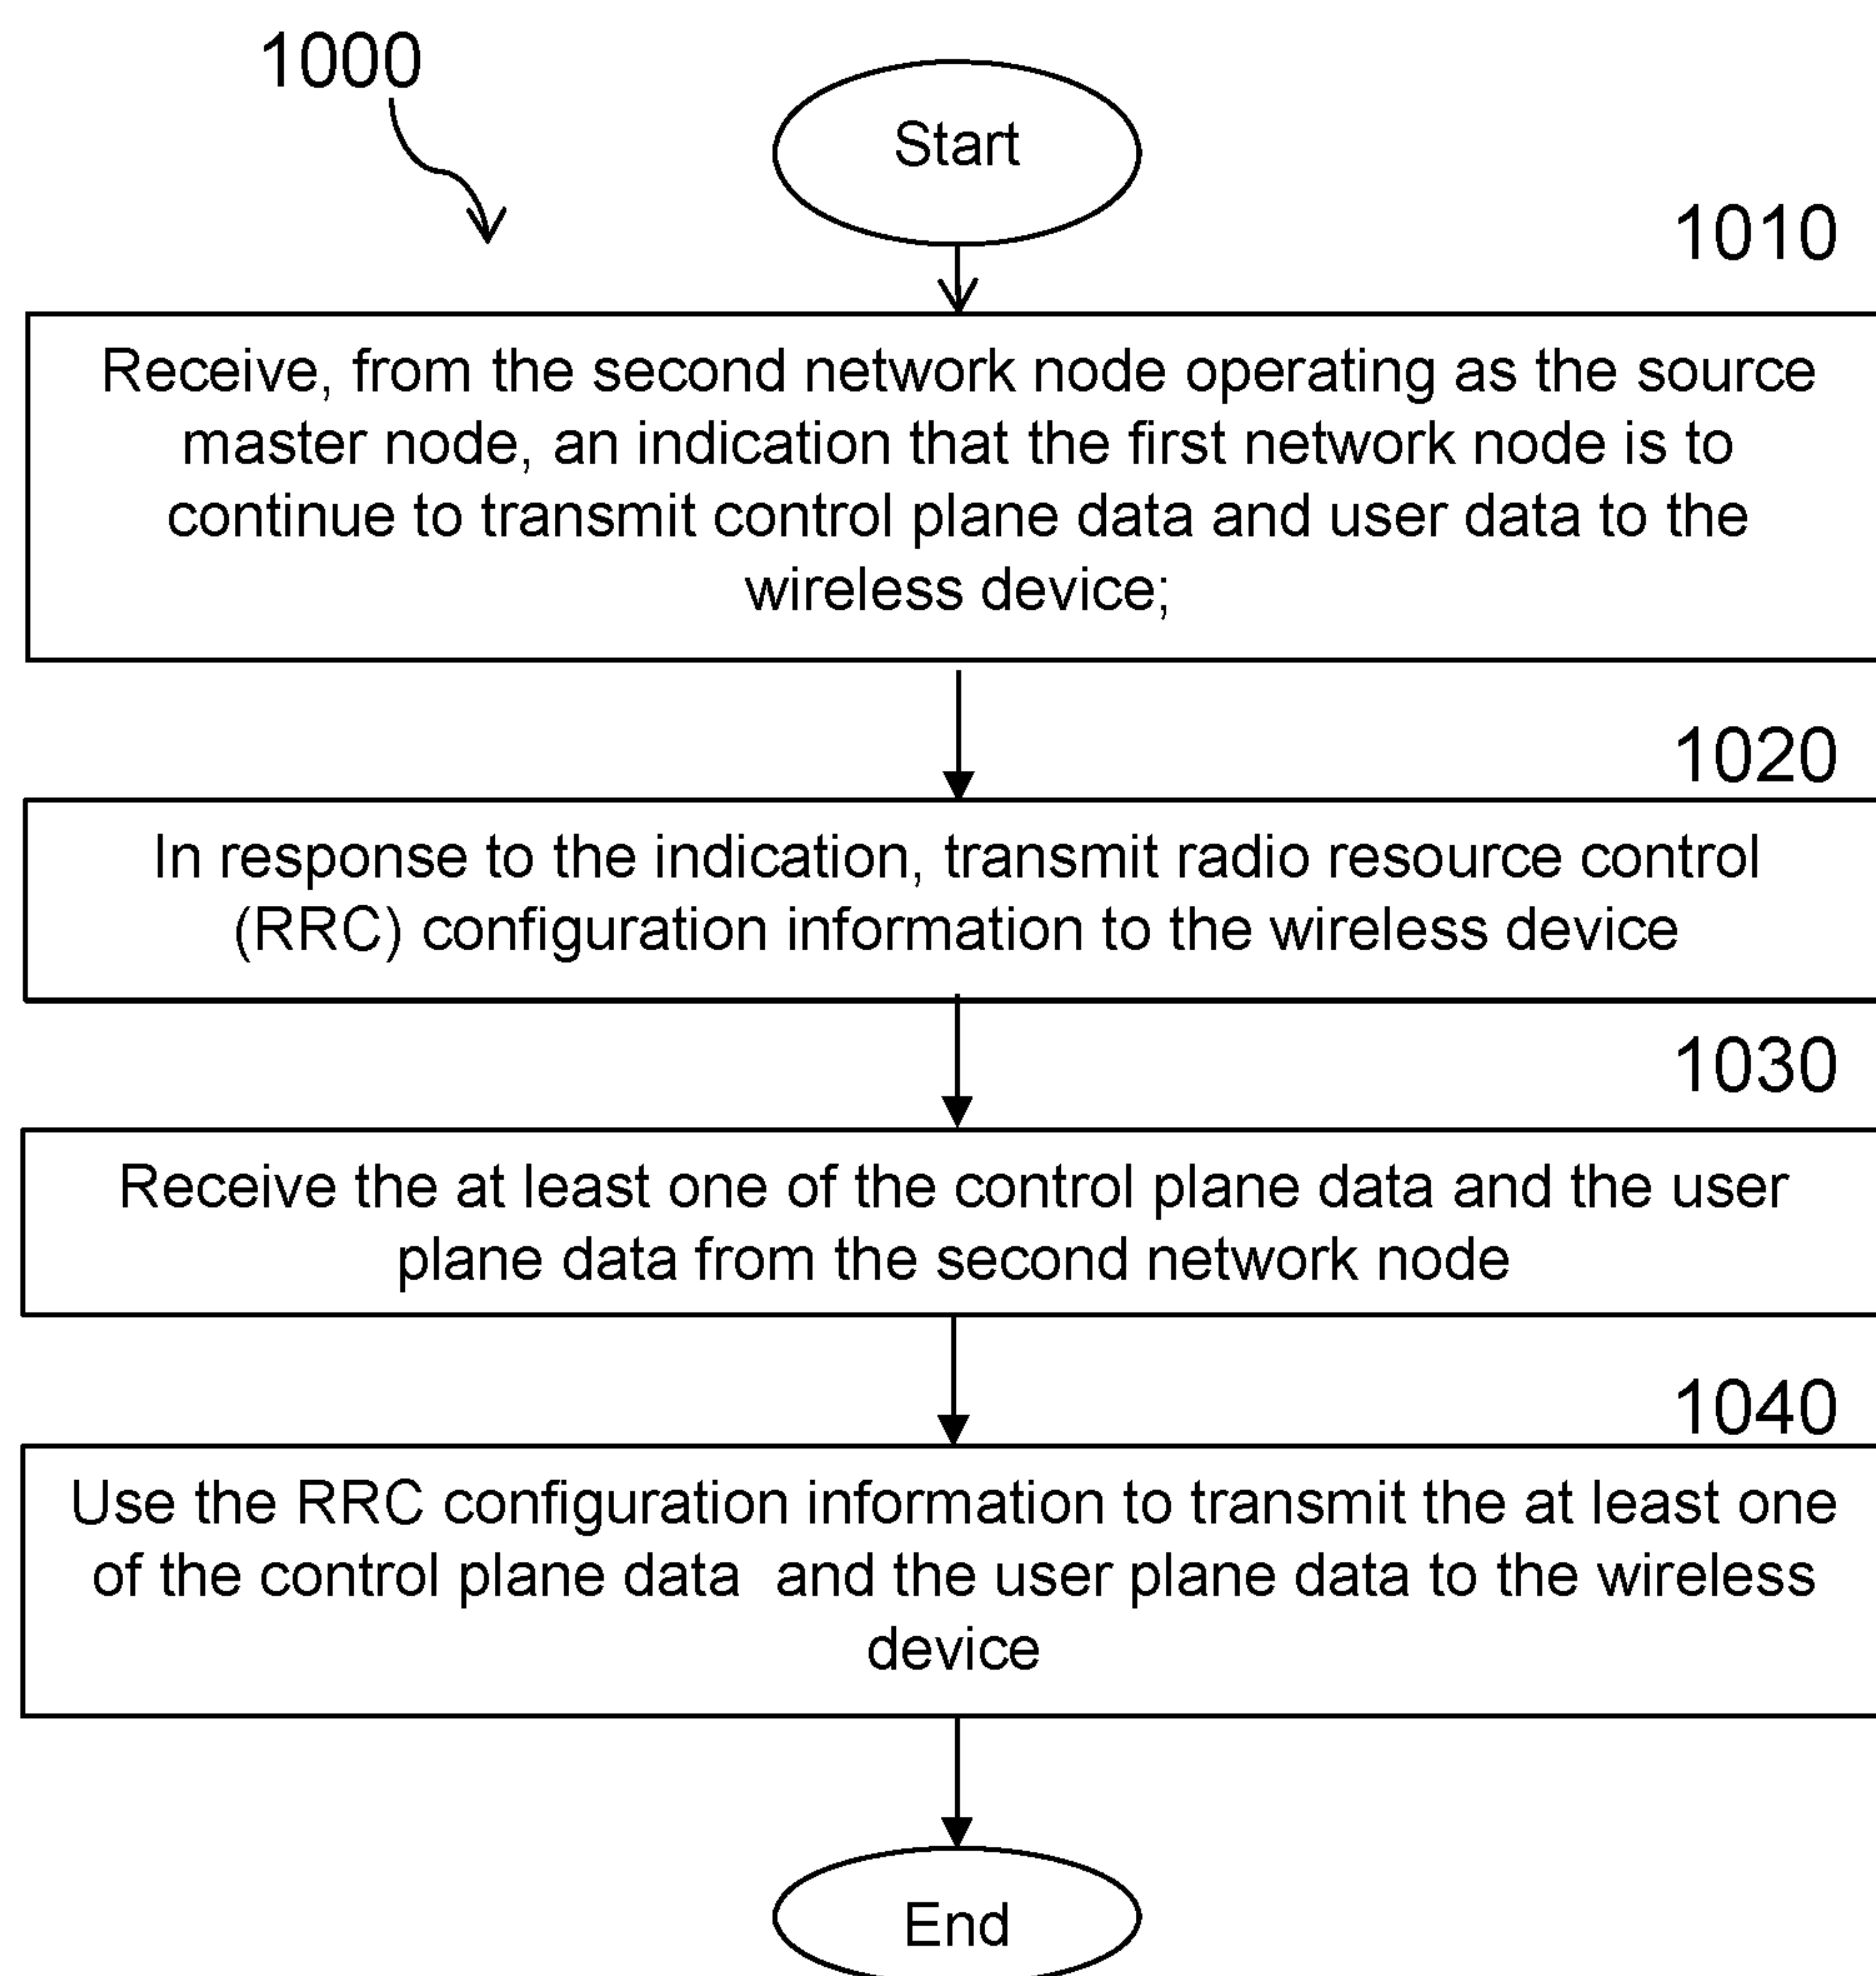 1000
Start
1010
Receive, from the second network node operating as the source
master node, an indication that the first network node is to
continue to transmit control plane data and user data to the
wireless device;
1020
In response to the indication, transmit radio resource control
(RRC) configuration information to the wireless device
1030
Receive the at least one of the control plane data and the user
plane data from the second network node
1040
Use the RRC configuration information to transmit the at least one
of the control plane data  and the user plane data to the wireless
device
End